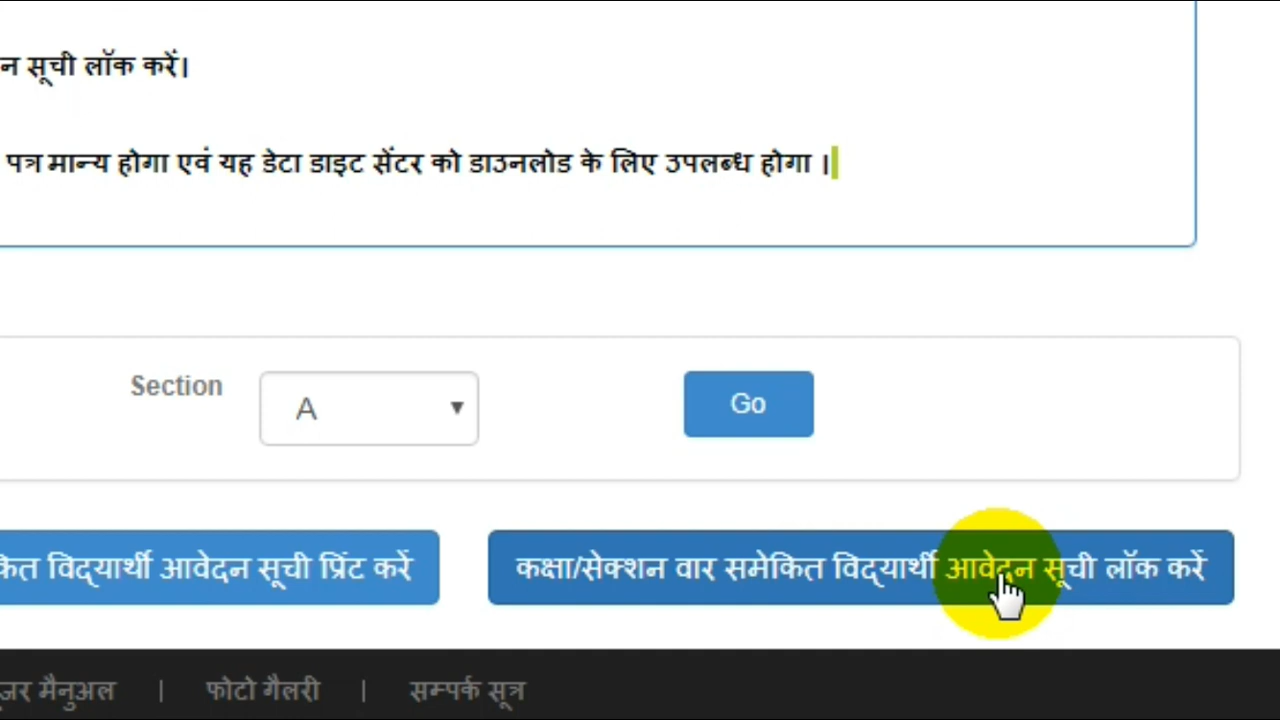 न सूची लॉक करें।
पत्र मान्य होगा एवं यह डेटा डाइट सेंटर को डाउनलोड के लिए उपलब्ध होगा ।
Section A Go
विद्यार्थी आवेदन सूची प्रिंट करें
कक्षा/सेक्शन वार समेकित विद्यार्थी आवेदन सूची लॉक करें
मैनुअल | फोटो गैलरी | सम्पर्क सूत्र